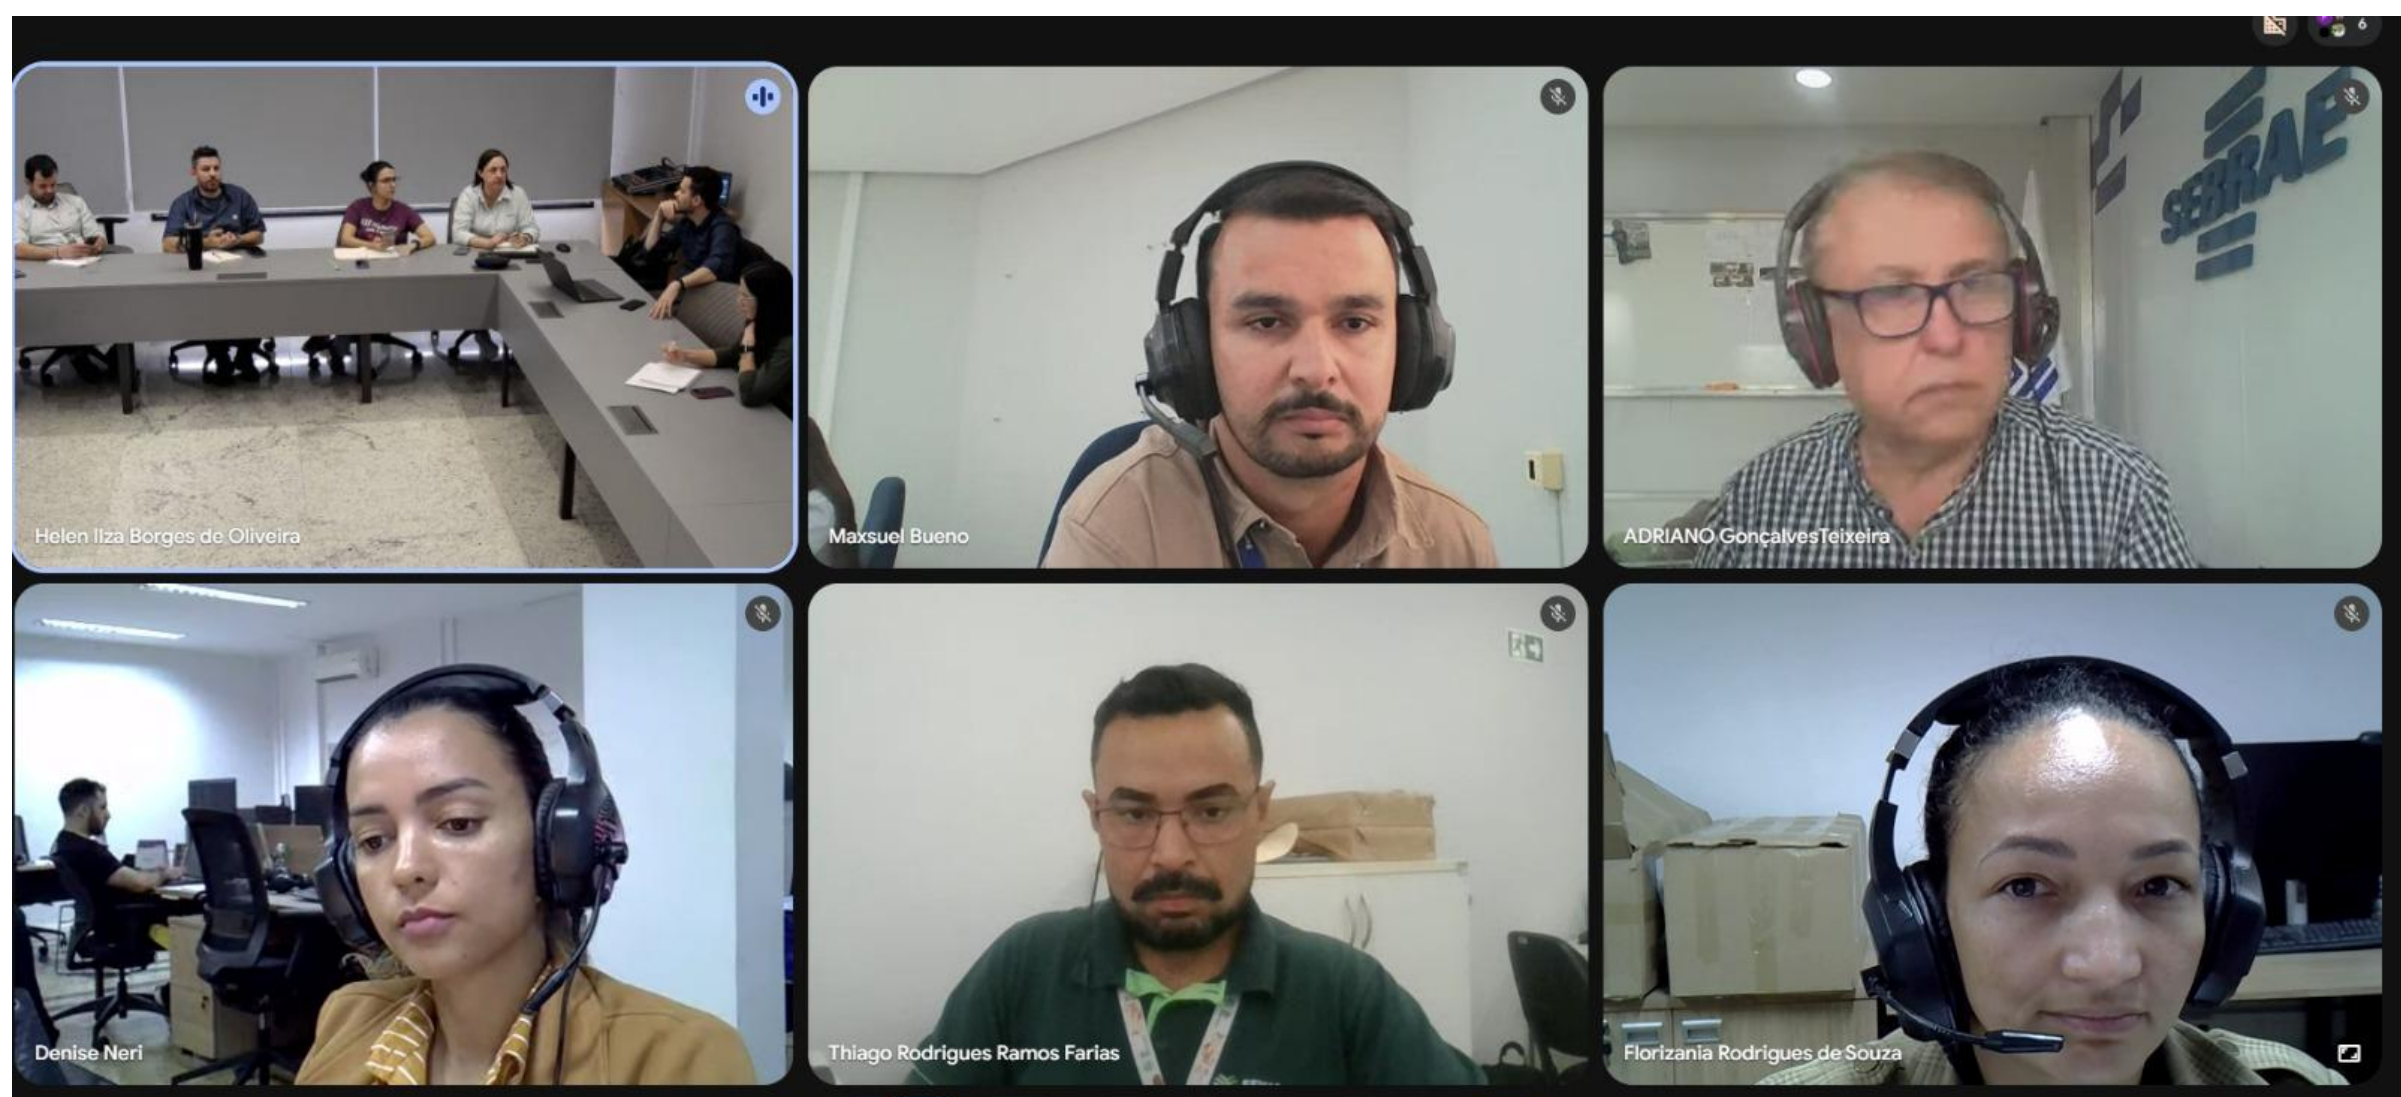 6
SEBRAE
Helen Ilza Borges de Oliveira
Maxsuel Bueno
ADRIANO GonçalvesTeixeira
Denise Neri
Thiago Rodrigues Ramos Farias
Florizania Rodrigues de Souza